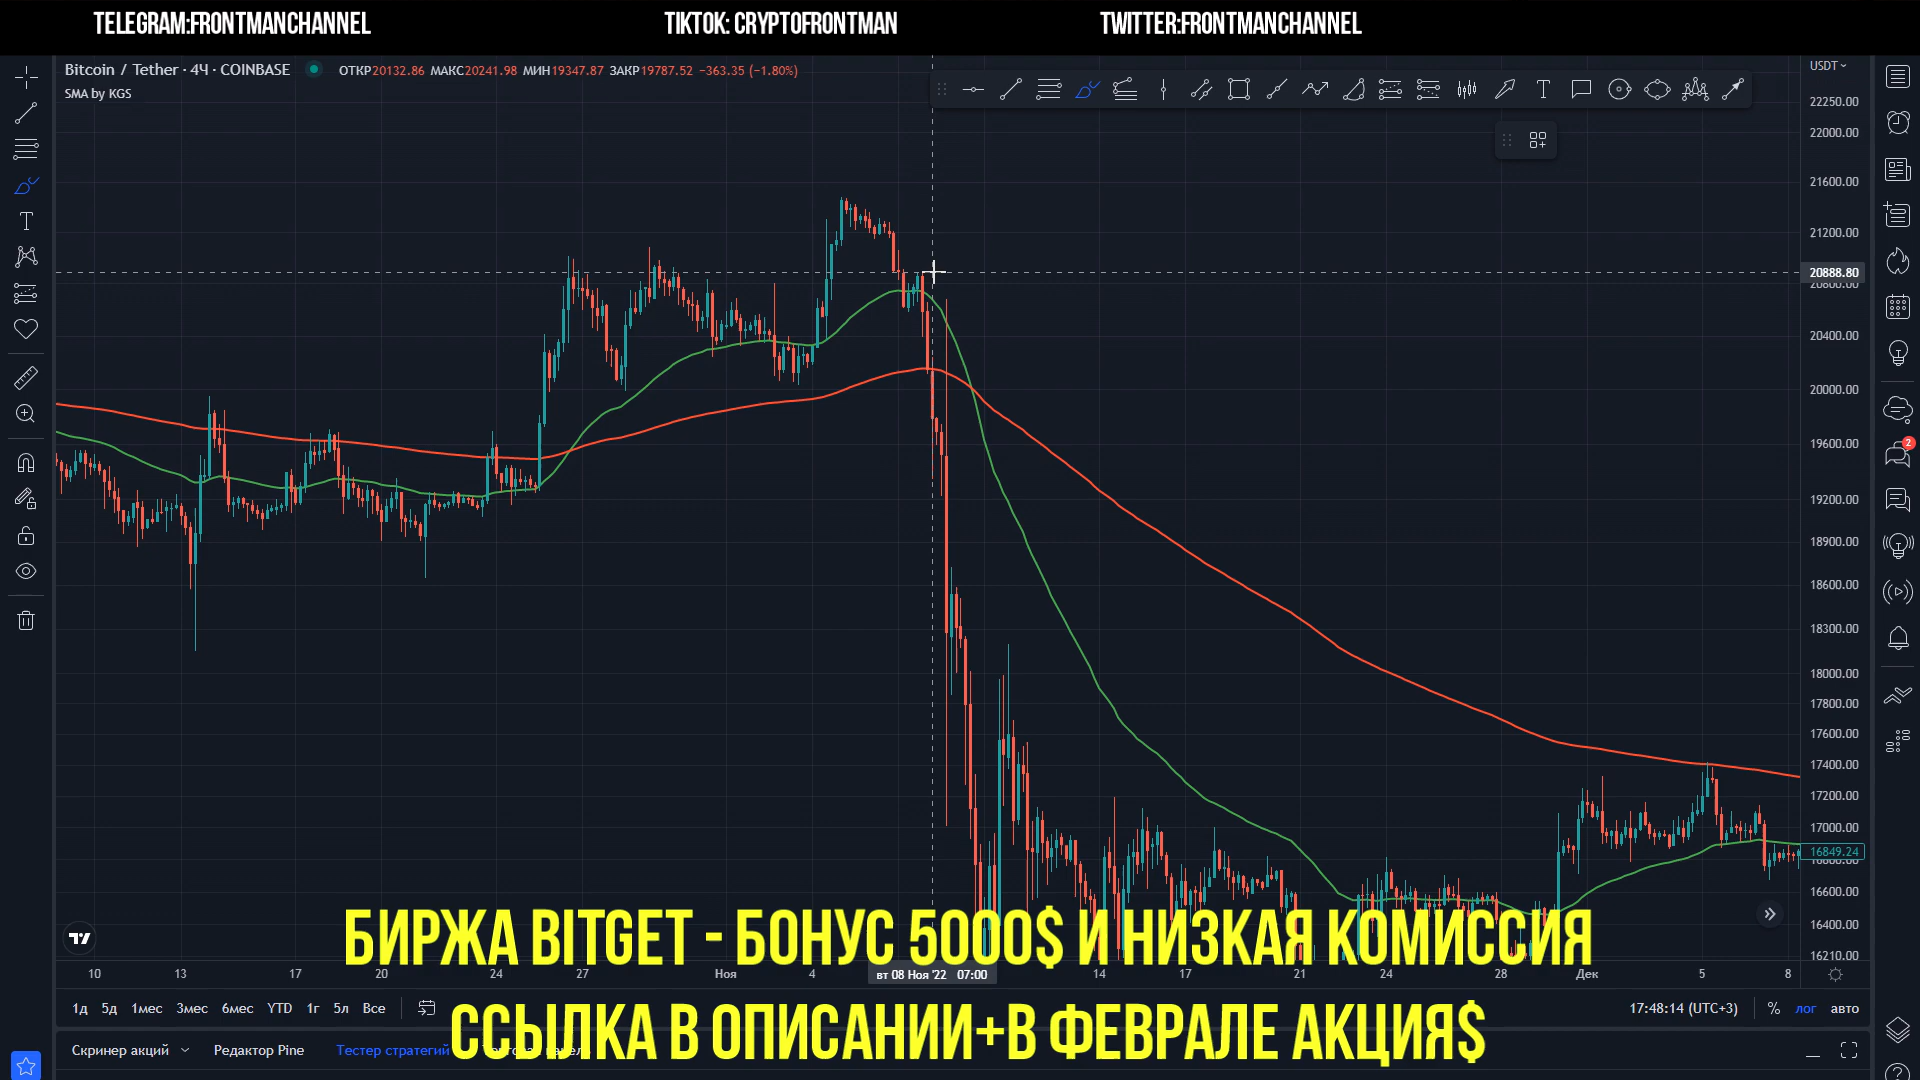 TELEGRAM:FRONTMANCHANNEL
TIKTOK: CRYPTOFRONTMAN
TWITTER:FRONTMANCHANNEL
Bitcoin / Tether · 4Ч · COINBASE ОТКР20132.86 МАКС20241.98 МИН19347.87 ЗАКР19787.52 −363.35 (−1.80%)
SMA by KGS
USDT
22250.00
22000.00
21600.00
21200.00
20888.80
20800.00
20400.00
20000.00
19600.00
19200.00
18900.00
18600.00
18300.00
18000.00
17800.00
17600.00
17400.00
17200.00
17000.00
16849.24
16800.00
16600.00
16400.00
16210.00
2
БИРЖА BITGET - БОНУС 5000$ И НИЗКАЯ КОМИССИЯ
10 13 17 20 24 27 Ноя 4 вт 08 Ноя '22 07:00 14 17 21 24 28 Дек 5 8
1д 5д 1мес 3мес 6мес YTD 1г 5л Все
17:48:14 (UTC+3) % лог авто
ССЫЛКА В ОПИСАНИИ+В ФЕВРАЛЕ АКЦИЯ$
Скринер акций Редактор Pine Тестер стратегий